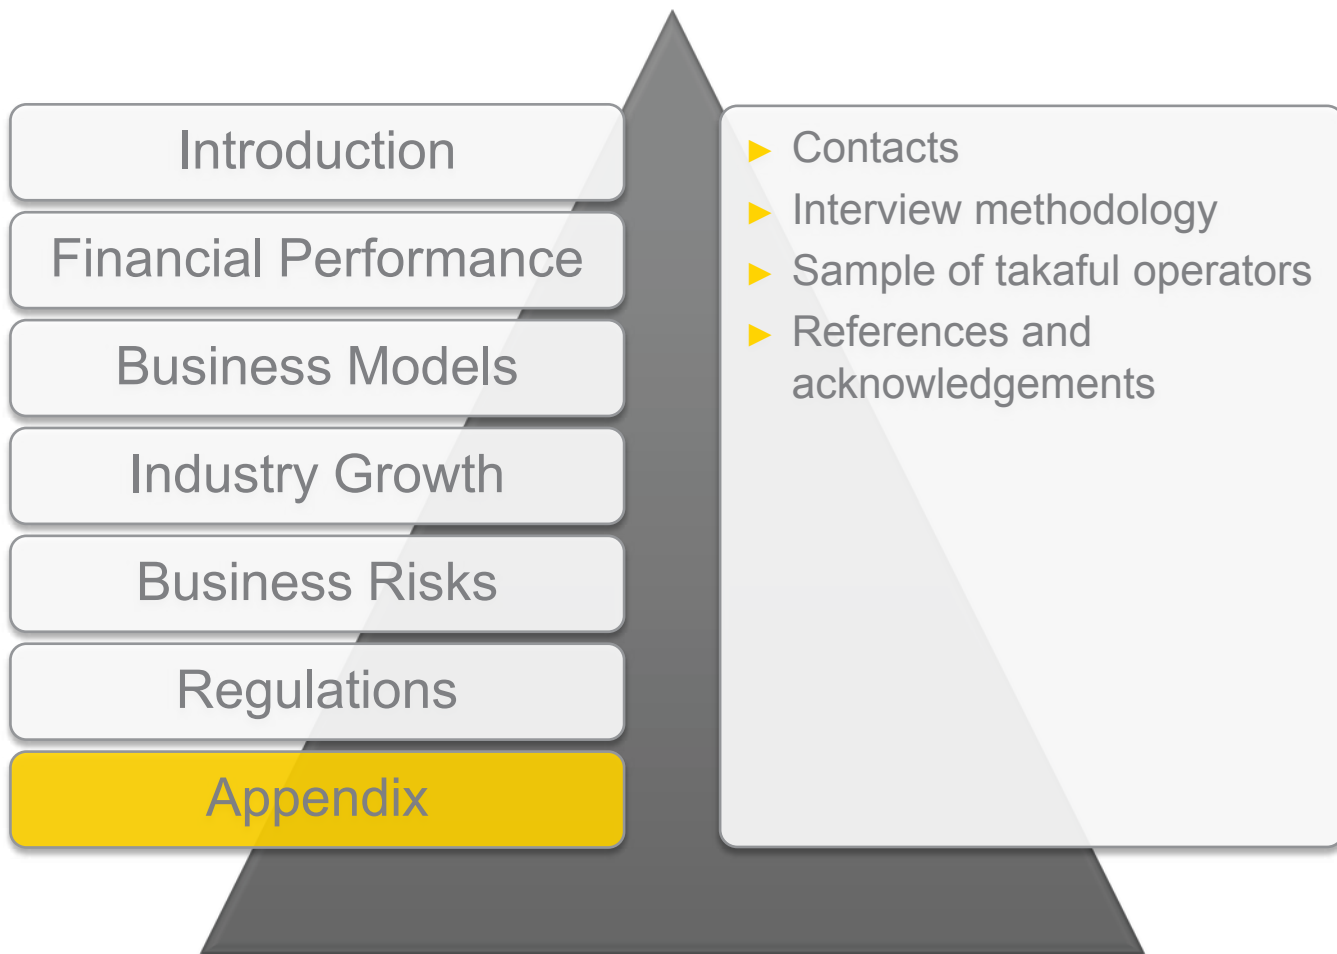 Introduction
Financial Performance
Business Models
Industry Growth
Business Risks
Regulations
Appendix
► Contacts
► Interview methodology
► Sample of takaful operators
► References and
acknowledgements